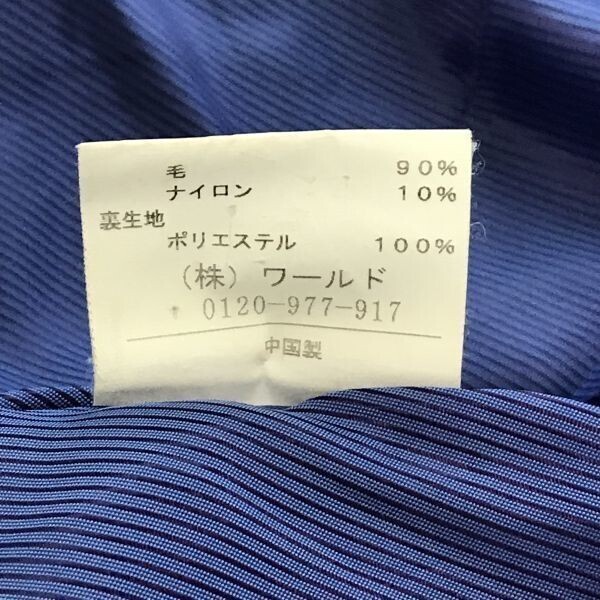 毛 90%
ナイロン 10%
裏生地
ポリエステル 100%
(株) ワールド
0120-977-917
中国製